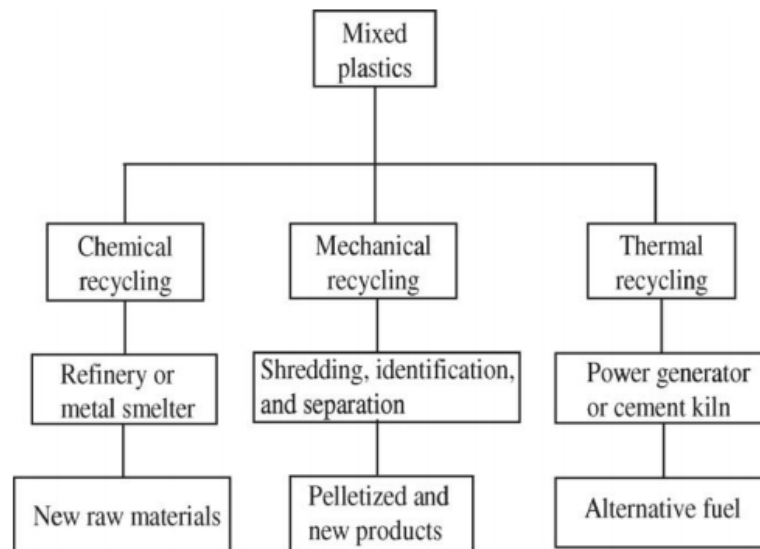 Mixed
plastics
Chemical
recycling
Mechanical
recycling
Thermal
recycling
Refinery or
metal smelter
Shredding, identification,
and separation
Power generator
or cement kiln
New raw materials
Pelletized and
new products
Alternative fuel